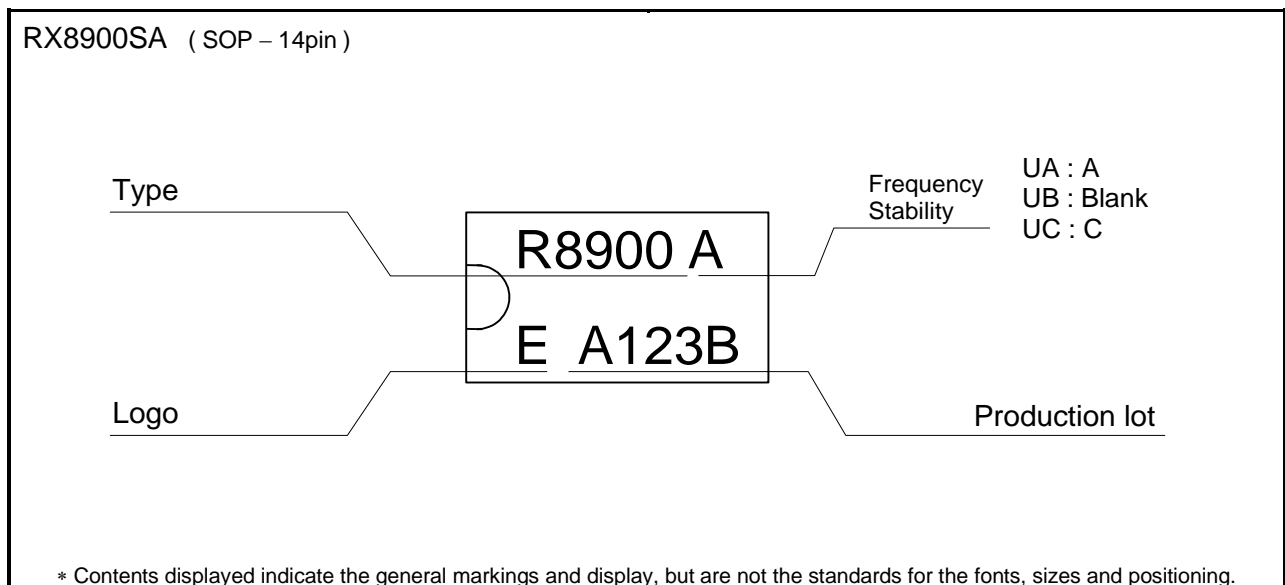 RX8900SA ( SOP – 14pin )
Type
Frequency
Stability
UA : A
UB : Blank
UC : C
R8900 A
E A123B
Logo
Production lot
* Contents displayed indicate the general markings and display, but are not the standards for the fonts, sizes and positioning.